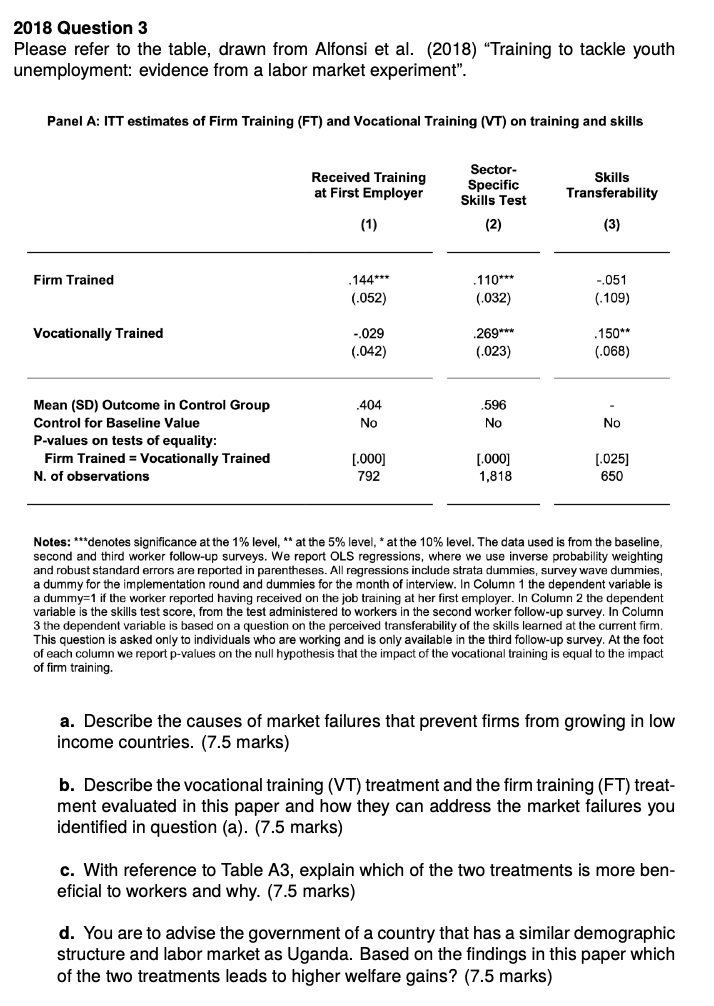 2018 Question 3
Please refer to the table, drawn from Alfonsi et al. (2018) “Training to tackle youth
unemployment: evidence from a labor market experiment”.
Panel A: ITT estimates of Firm Training (FT) and Vocational Training (VT) on training and skills
Received Training at First Employer Sector-Specific Skills Test Skills Transferability
(1) (2) (3)
Firm Trained .144*** .110*** -.051
(.052) (.032) (.109)
Vocationally Trained -.029 .269*** .150**
(.042) (.023) (.068)
Mean (SD) Outcome in Control Group .404 .596 -
Control for Baseline Value No No No
P-values on tests of equality:
Firm Trained = Vocationally Trained [.000] [.000] [.025]
N. of observations 792 1,818 650
Notes: ***denotes significance at the 1% level, ** at the 5% level, * at the 10% level. The data used is from the baseline,
second and third worker follow-up surveys. We report OLS regressions, where we use inverse probability weighting
and robust standard errors are reported in parentheses. All regressions include strata dummies, survey wave dummies,
a dummy for the implementation round and dummies for the month of interview. In Column 1 the dependent variable is
a dummy=1 if the worker reported having received on the job training at her first employer. In Column 2 the dependent
variable is the skills test score, from the test administered to workers in the second worker follow-up survey. In Column
3 the dependent variable is based on a question on the perceived transferability of the skills learned at the current firm.
This question is asked only to individuals who are working and is only available in the third follow-up survey. At the foot
of each column we report p-values on the null hypothesis that the impact of the vocational training is equal to the impact
of firm training.
a. Describe the causes of market failures that prevent firms from growing in low
income countries. (7.5 marks)
b. Describe the vocational training (VT) treatment and the firm training (FT) treat-
ment evaluated in this paper and how they can address the market failures you
identified in question (a). (7.5 marks)
c. With reference to Table A3, explain which of the two treatments is more ben-
eficial to workers and why. (7.5 marks)
d. You are to advise the government of a country that has a similar demographic
structure and labor market as Uganda. Based on the findings in this paper which
of the two treatments leads to higher welfare gains? (7.5 marks)